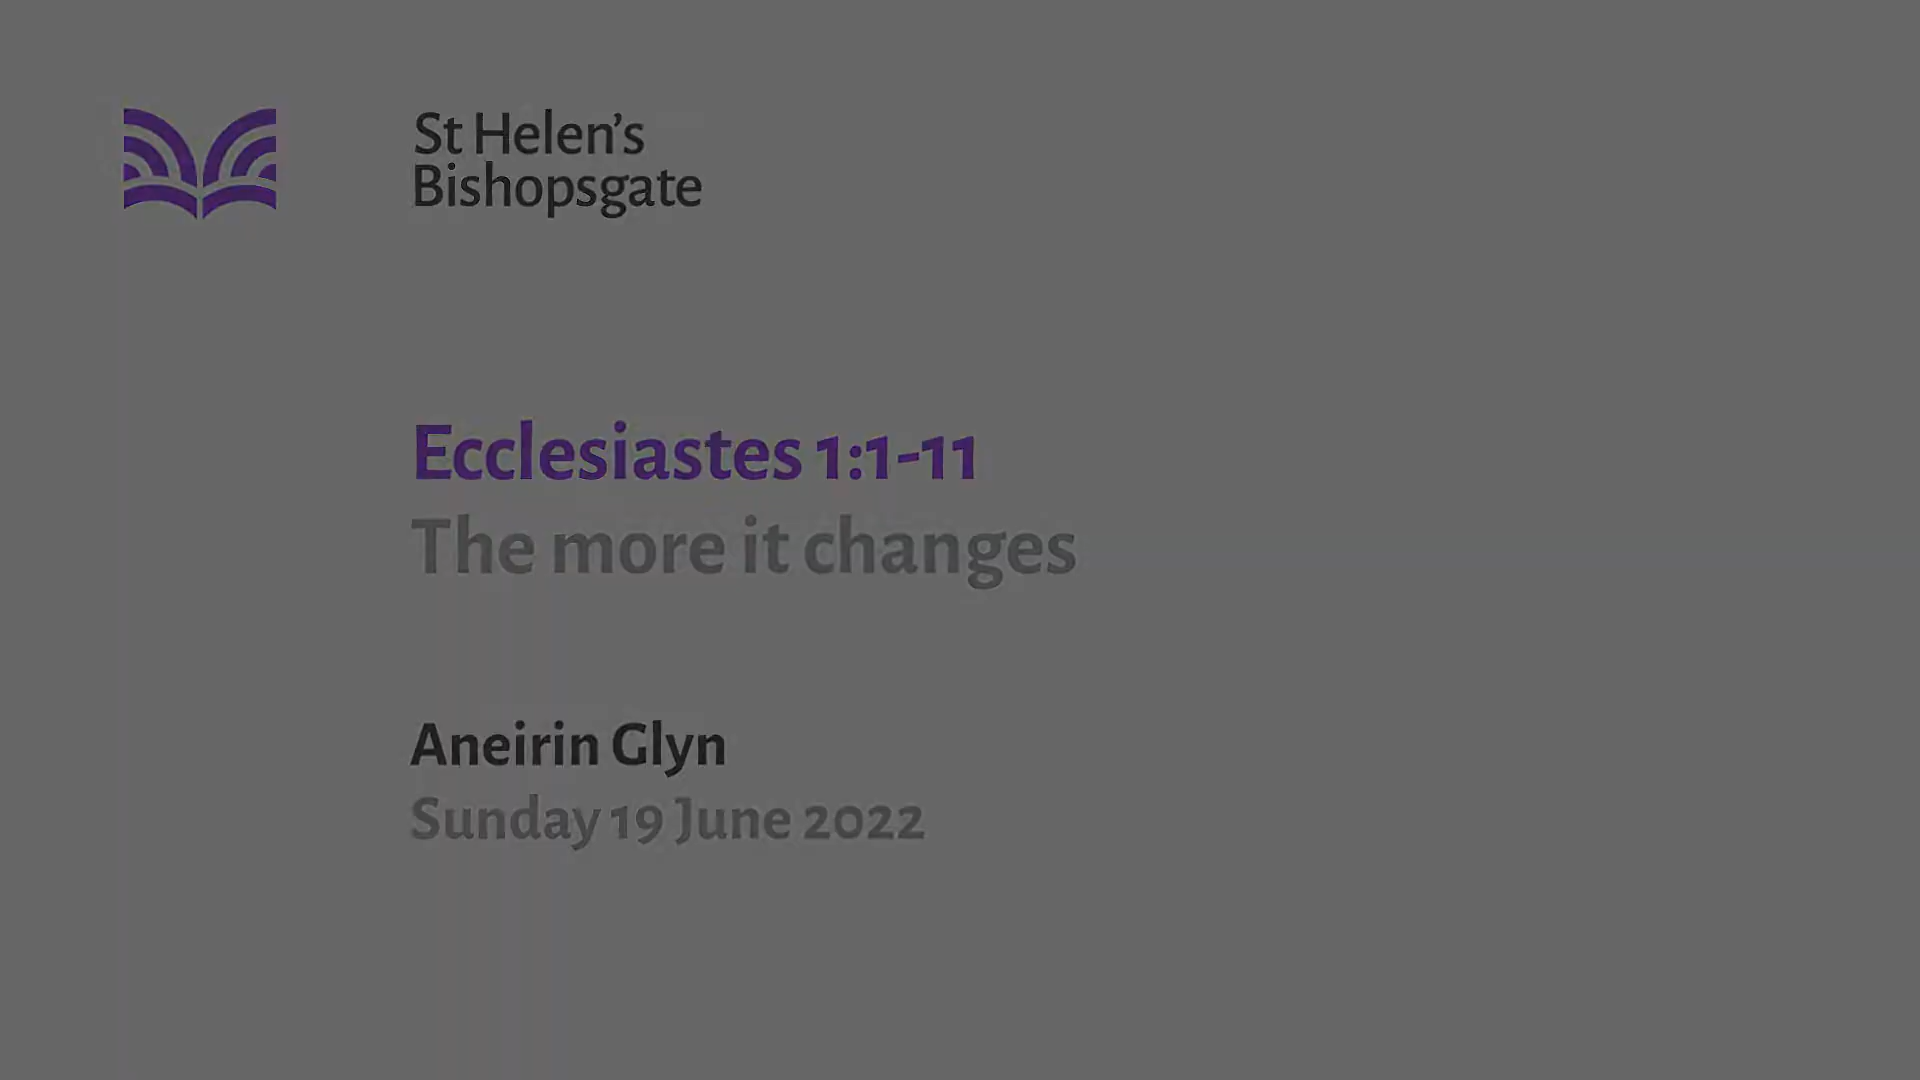 St Helen's
Bishopsgate
Ecclesiastes 1:1-11
The more it changes
Aneirin Glyn
Sunday 19 June 2022